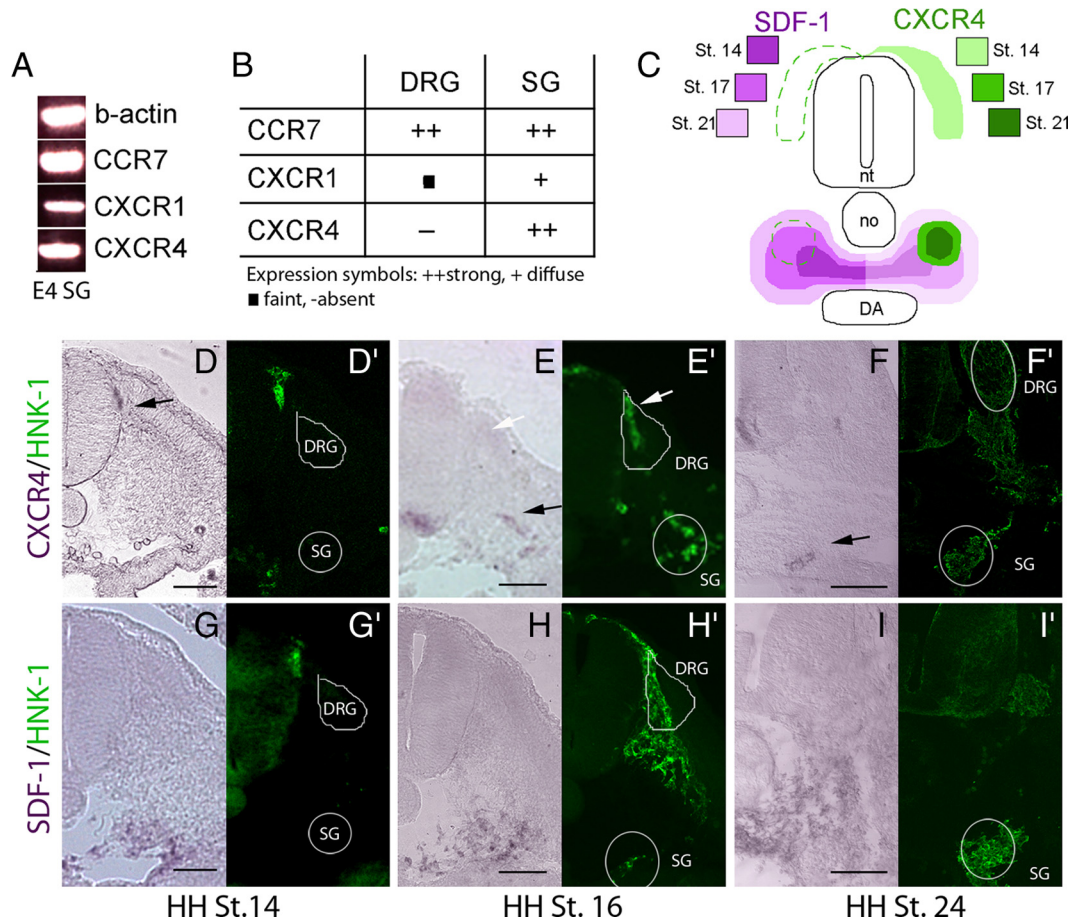 A
b-actin
CCR7
CXCR1
CXCR4
E4 SG
B
DRG SG
CCR7 ++ ++
CXCR1 ■ +
CXCR4 – ++
Expression symbols: ++strong, + diffuse
■ faint, -absent
C
SDF-1 CXCR4
St. 14 St. 14
St. 17 St. 17
St. 21 St. 21
nt
no
DA
CXCR4/HNK-1
D D' E E' F F'
DRG
SG
DRG
SG
DRG
SG
SDF-1/HNK-1
G G' H H' I I'
DRG
SG
DRG
SG
SG
HH St.14 HH St. 16 HH St. 24